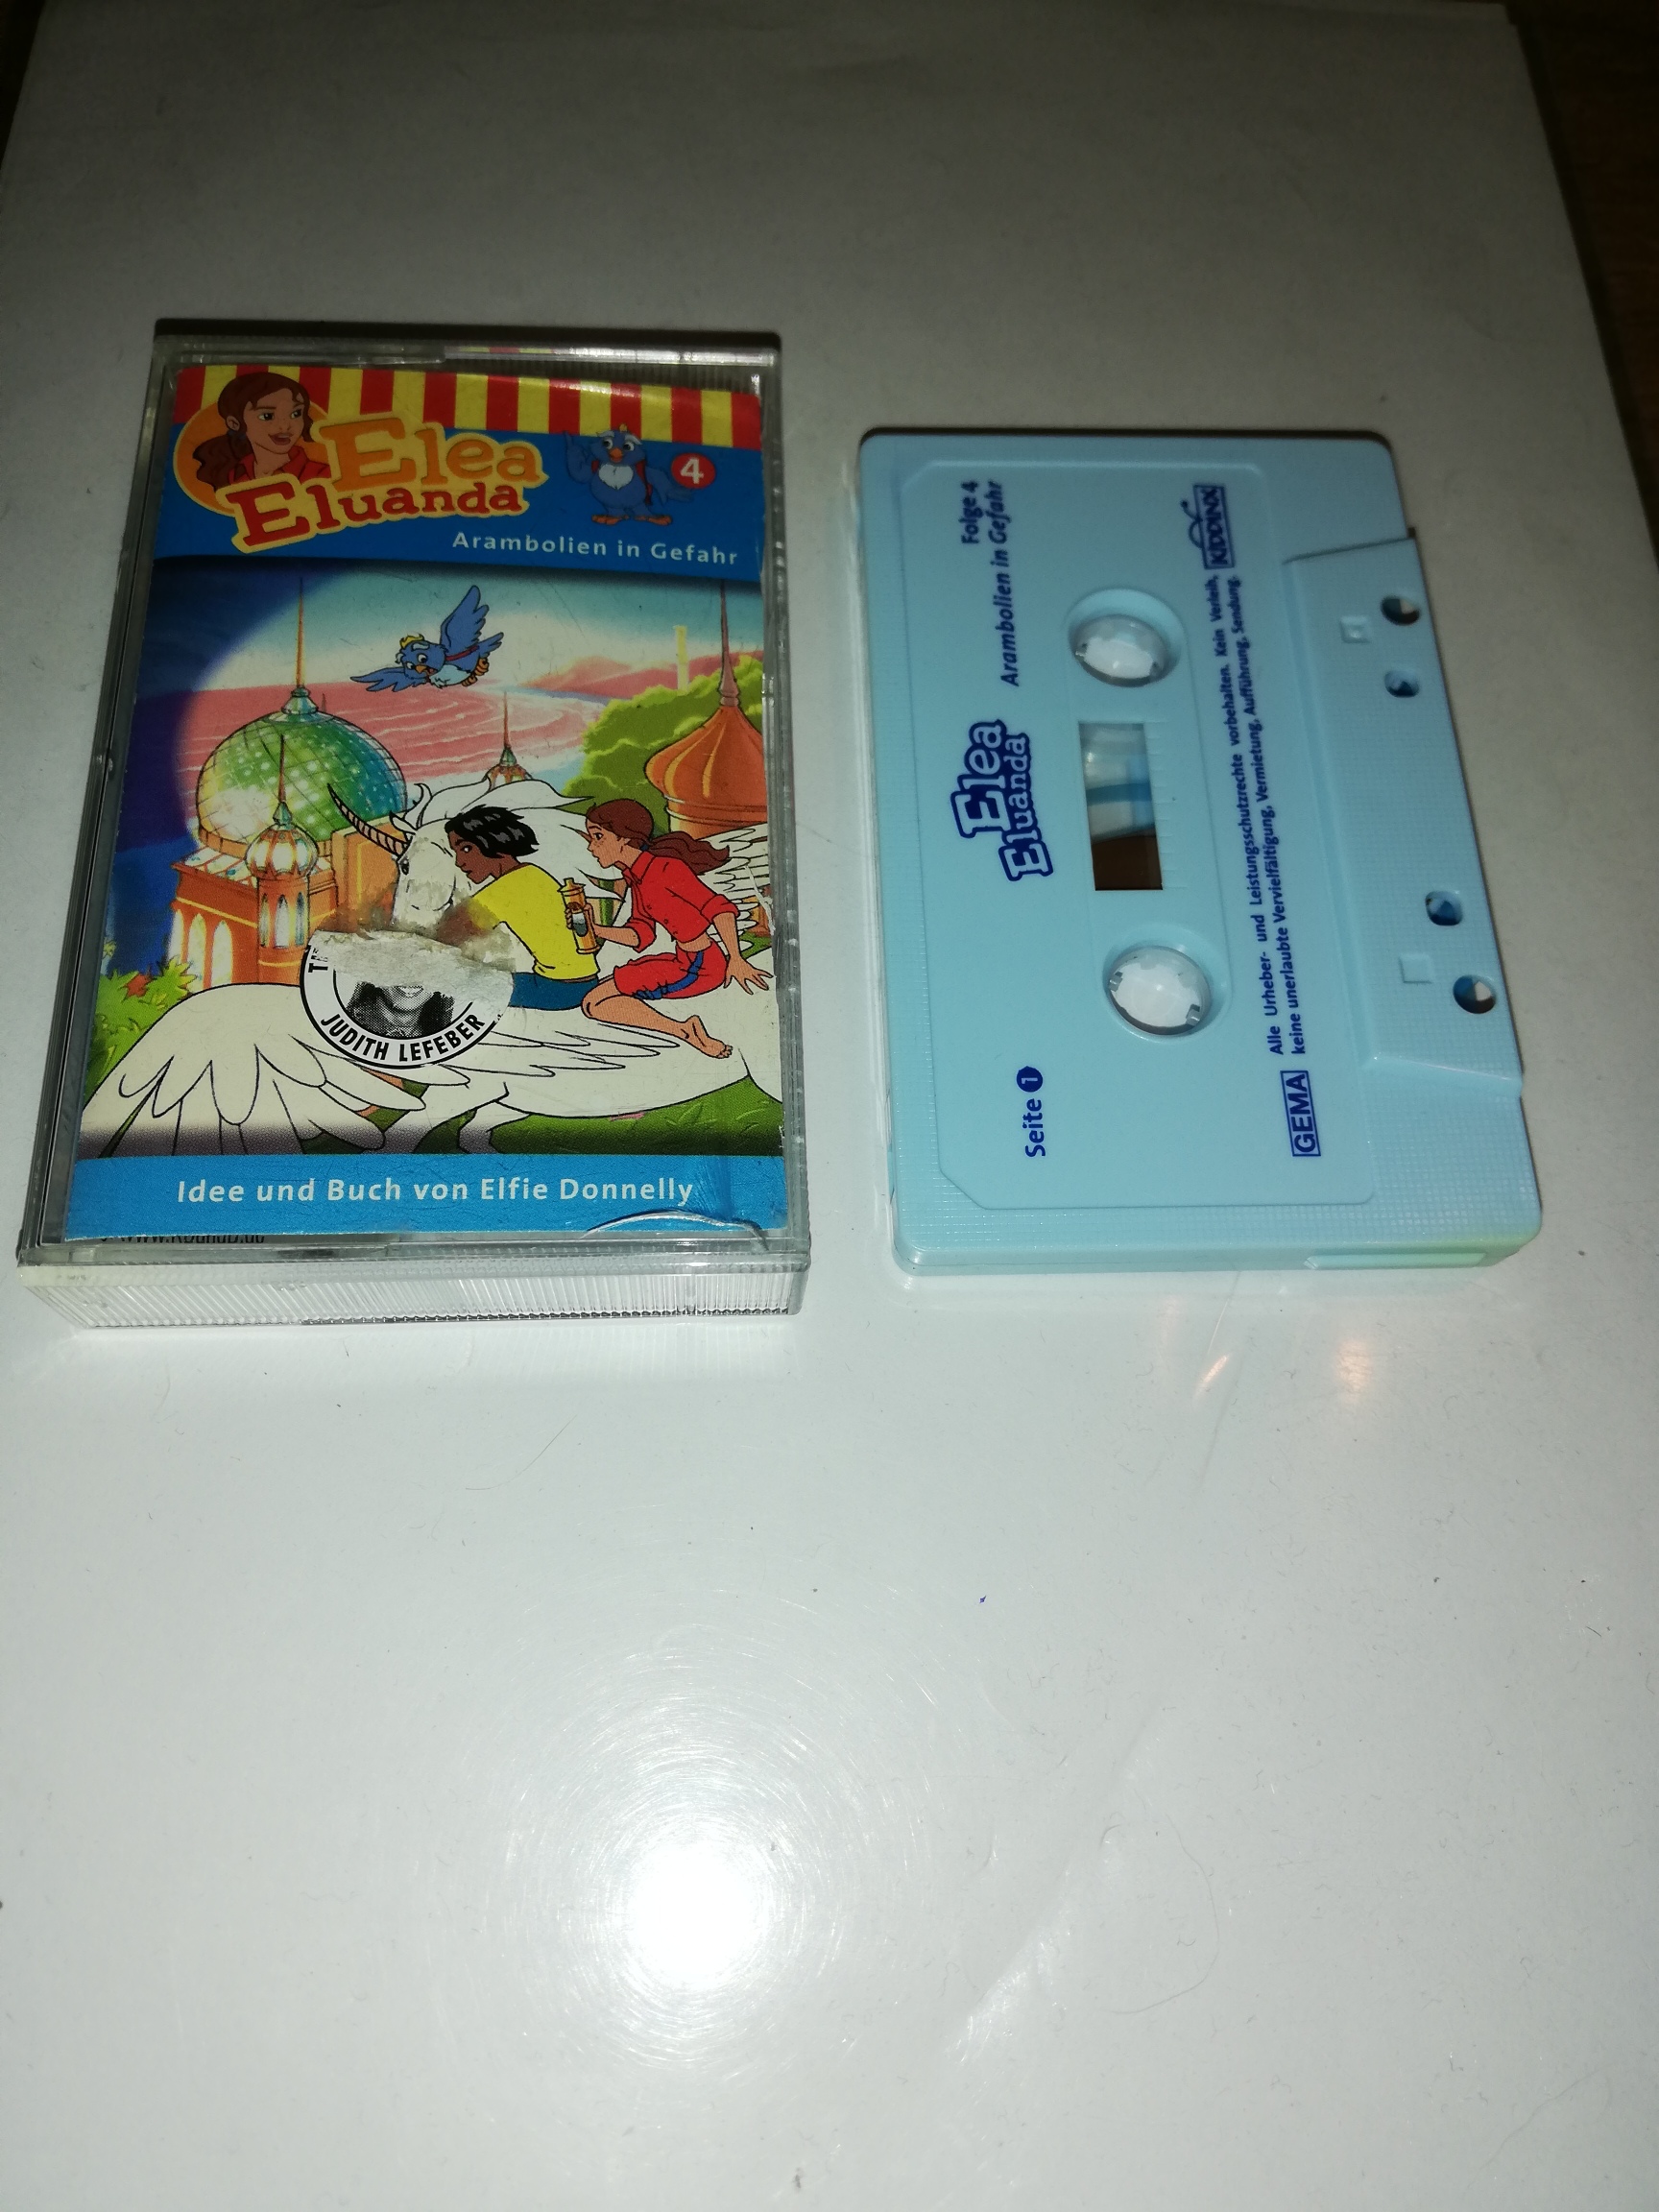 Elea
Eluanda
4
Arambolien in Gefahr
JUDITH LEFEBER
Idee und Buch von Elfie Donnelly
Folge 4
Arambolien in Gefahr
Elea
Eluanda
Seite 1
Alle Urheber- und Leistungsschutzrechte vorbehalten. Kein Verleih,
keine unerlaubte Vervielfältigung, Vermietung, Aufführung, Sendung.
KIDDINX
GEMA